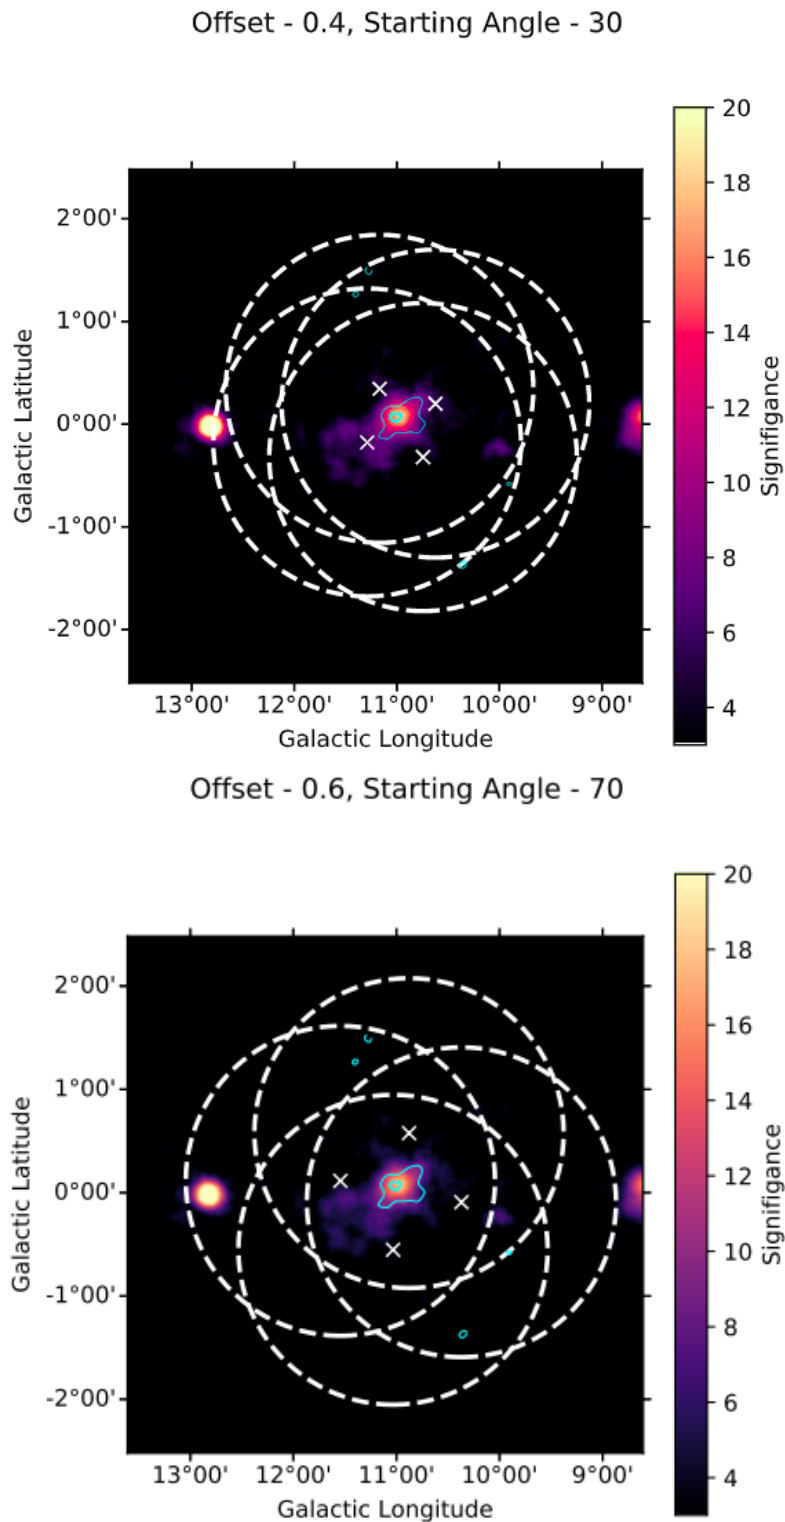 Offset - 0.4, Starting Angle - 30
20
18
16
14
12
10
8
6
4
Signifigance
2°00'
1°00'
0°00'
-1°00'
-2°00'
Galactic Latitude
13°00' 12°00' 11°00' 10°00' 9°00'
Galactic Longitude
Offset - 0.6, Starting Angle - 70
20
18
16
14
12
10
8
6
4
Signifigance
2°00'
1°00'
0°00'
-1°00'
-2°00'
Galactic Latitude
13°00' 12°00' 11°00' 10°00' 9°00'
Galactic Longitude